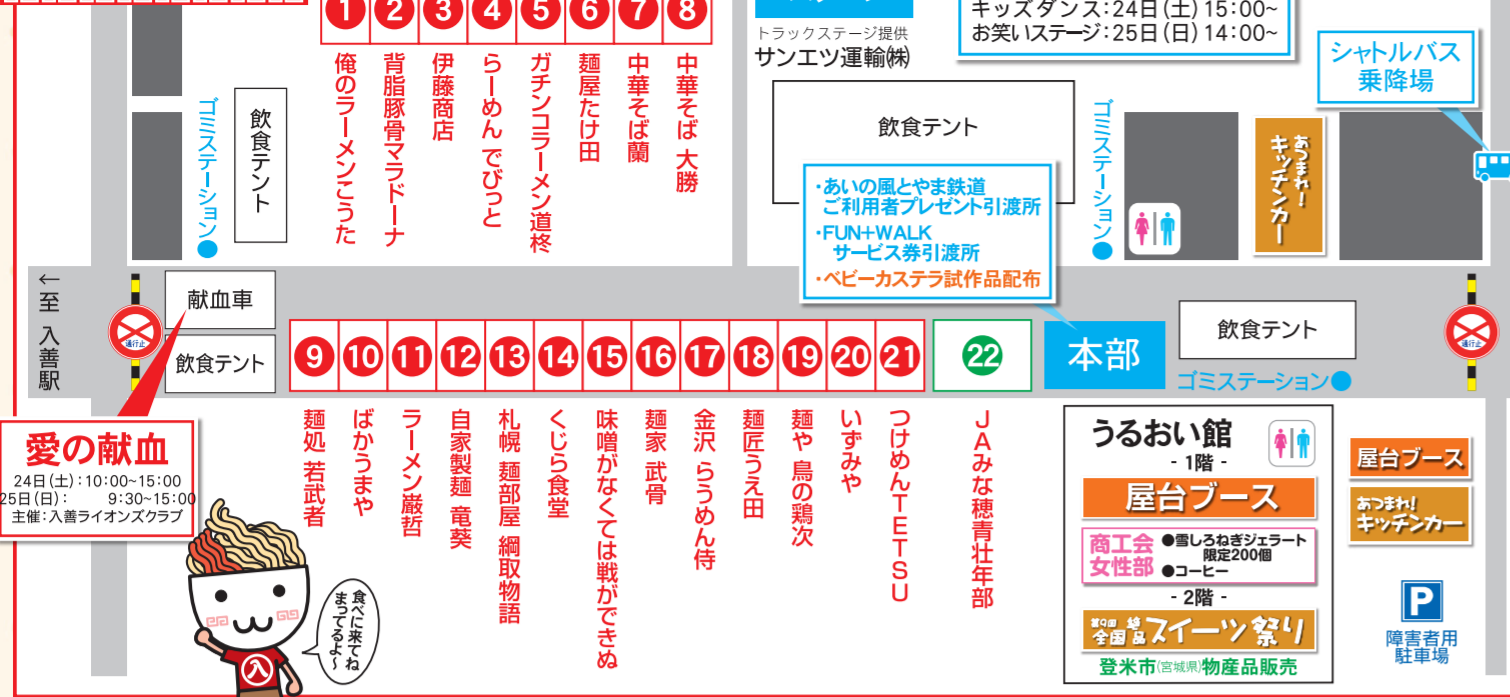 1
2
3
4
5
6
7
8
俺のラーメンこうた
背脂豚骨マラドーナ
伊藤商店
らーめん でびっと
ガチンコラーメン道柊
麺屋たけ田
中華そば蘭
中華そば 大勝
トラックステージ提供
サンエツ運輸㈱
キッズダンス:24日(土)15:00~
お笑いステージ:25日(日)14:00~
シャトルバス
乗降場
ゴミステーション●
飲食テント
飲食テント
ゴミステーション●
あつまれ!
キッチンカー
・あいの風とやま鉄道
ご利用者プレゼント引渡所
・FUN+WALK
サービス券引渡所
・ベビーカステラ試作品配布
←至 入善駅
通行止
献血車
飲食テント
9
10
11
12
13
14
15
16
17
18
19
20
21
22
本部
飲食テント
ゴミステーション●
通行止
愛の献血
24日(土):10:00~15:00
25日(日): 9:30~15:00
主催:入善ライオンズクラブ
麺処 若武者
ばかうまや
ラーメン巌哲
自家製麺 竜葵
札幌 麺部屋 綱取物語
くじら食堂
味噌がなくては戦ができぬ
麺家 武骨
金沢 らうめん侍
麺匠うえ田
麺や 鳥の鶏次
いずみや
つけめんTETSU
JAみな穂青壮年部
食べに来てね
まってるよ~
入
うるおい館
- 1階 -
屋台ブース
商工会
女性部
●雪しろねぎジェラート
限定200個
●コーヒー
- 2階 -
第9回 全国絶品スイーツ祭り
登米市(宮城県)物産品販売
屋台ブース
あつまれ!
キッチンカー
P
障害者用
駐車場